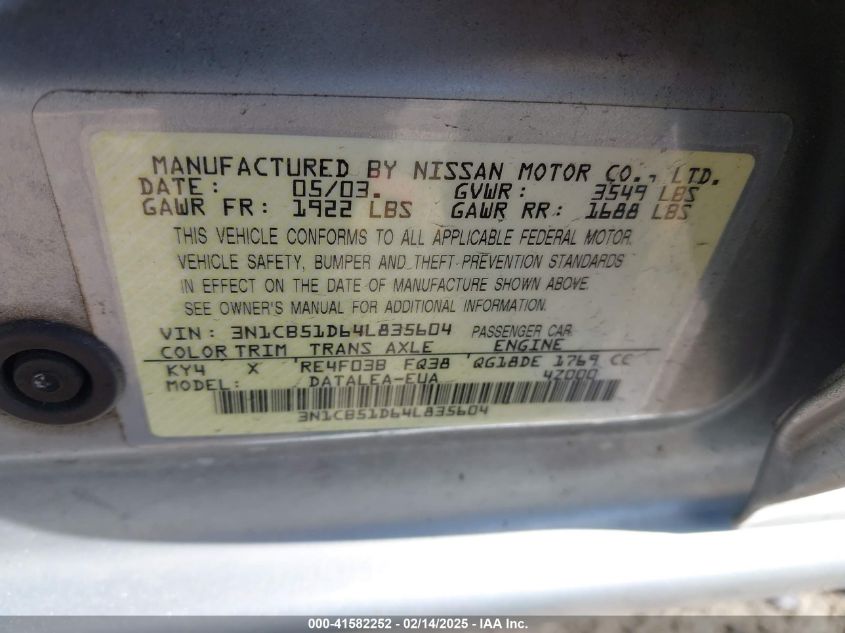 MANUFACTURED BY NISSAN MOTOR CO., LTD.
DATE: 05/03. GVWR: 3549 LBS
GAWR FR: 1922 LBS GAWR RR: 1688 LBS
THIS VEHICLE CONFORMS TO ALL APPLICABLE FEDERAL MOTOR
VEHICLE SAFETY, BUMPER AND THEFT PREVENTION STANDARDS
IN EFFECT ON THE DATE OF MANUFACTURE SHOWN ABOVE.
SEE OWNER'S MANUAL FOR ADDITIONAL INFORMATION.
VIN: 3N1CB51D64L835604 PASSENGER CAR
COLOR TRIM TRANS AXLE ENGINE
KY4 X RE4F03B FQ38 QG18DE 1769 CC
MODEL: DATALEA-EUA 4Z000
3N1CB51D64L835604
000-41582252 - 02/14/2025 - IAAI Inc.